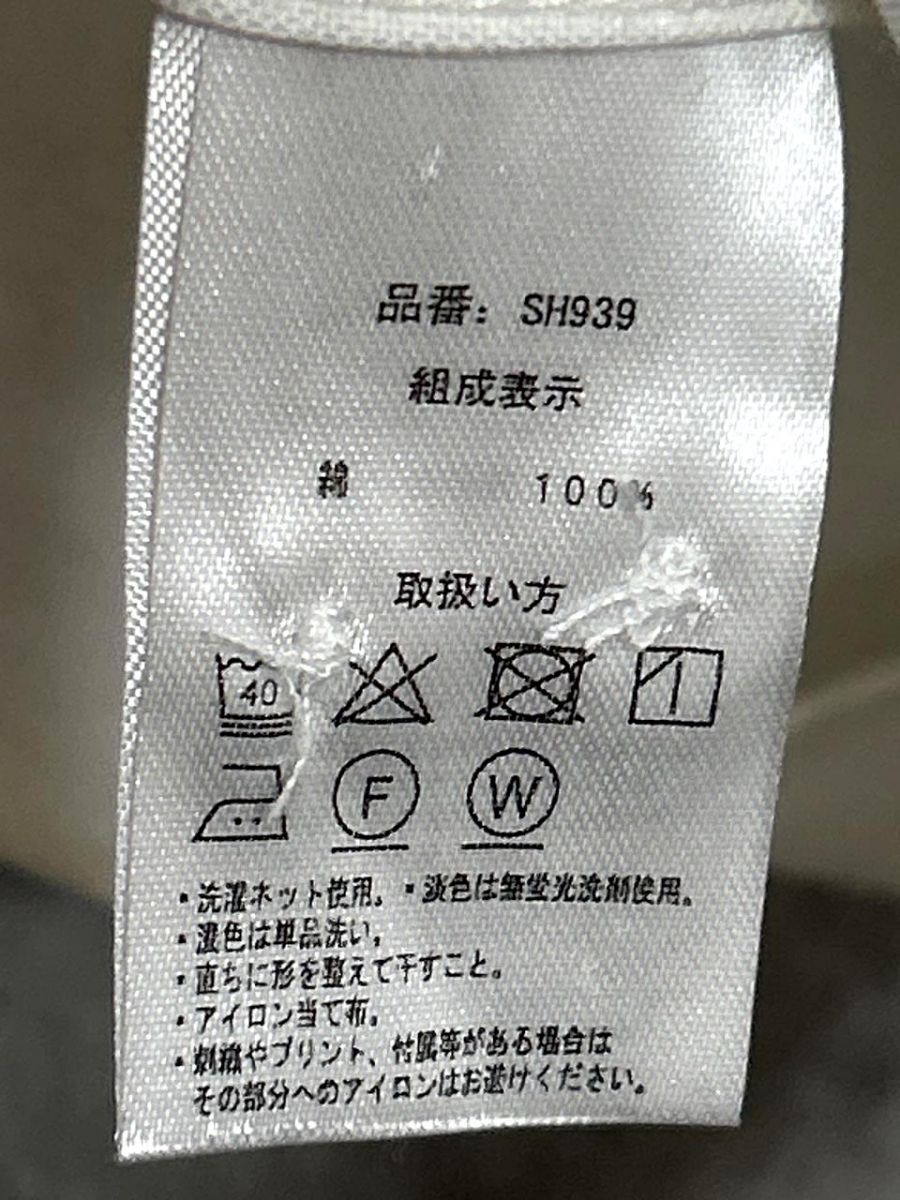 品番: SH939
組成表示
綿 100%
取扱い方
40
F W
・洗濯ネット使用。・淡色は無蛍光洗剤使用。
・濃色は単品洗い。
・直ちに形を整えて干すこと。
・アイロン当て布。
・刺繍やプリント、付属等がある場合は
その部分へのアイロンはお避けください。